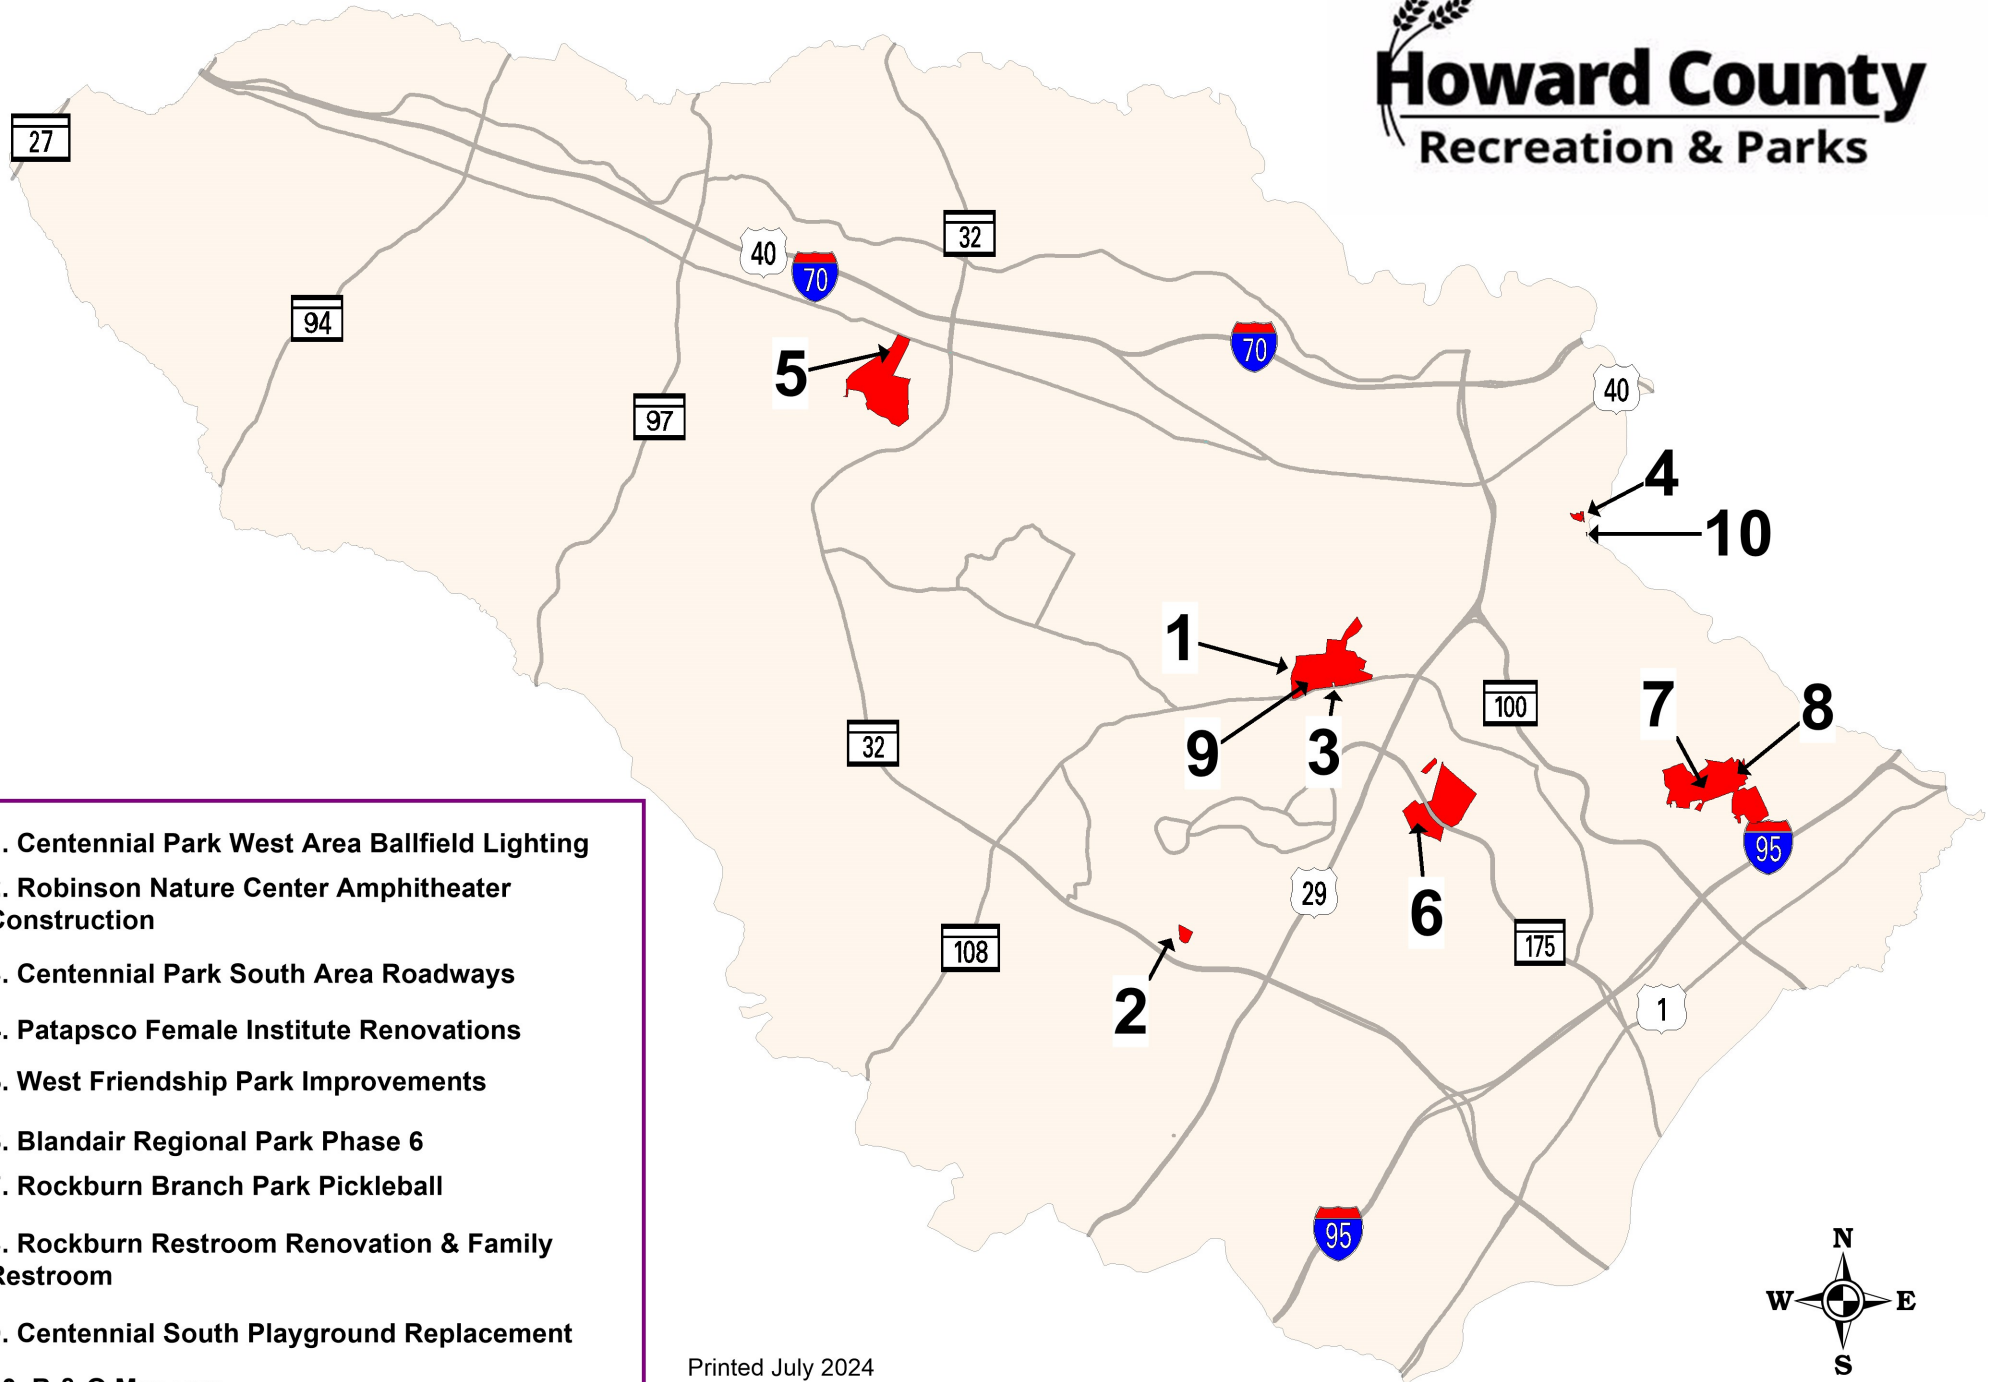 Howard County
Recreation & Parks
27
32
40
70
94
70
5
40
97
4
10
1
7
8
100
9
3
32
95
29
6
108
175
2
1
. Centennial Park West Area Ballfield Lighting
. Robinson Nature Center Amphitheater
Construction
. Centennial Park South Area Roadways
. Patapsco Female Institute Renovations
. West Friendship Park Improvements
. Blandair Regional Park Phase 6
. Rockburn Branch Park Pickleball
. Rockburn Restroom Renovation & Family
Restroom
. Centennial South Playground Replacement
. B & O
95
Printed July 2024
N
W E
S